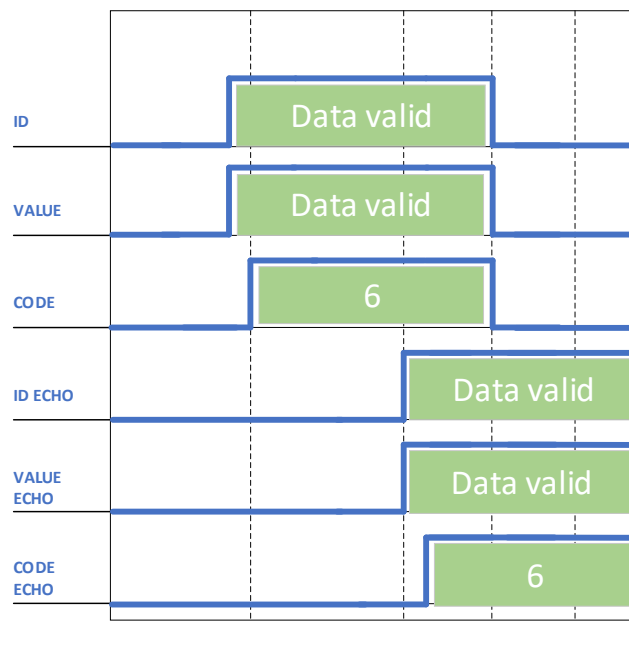 ID
Data valid
VALUE
Data valid
CODE
6
ID ECHO
Data valid
VALUE
ECHO
Data valid
CODE
ECHO
6